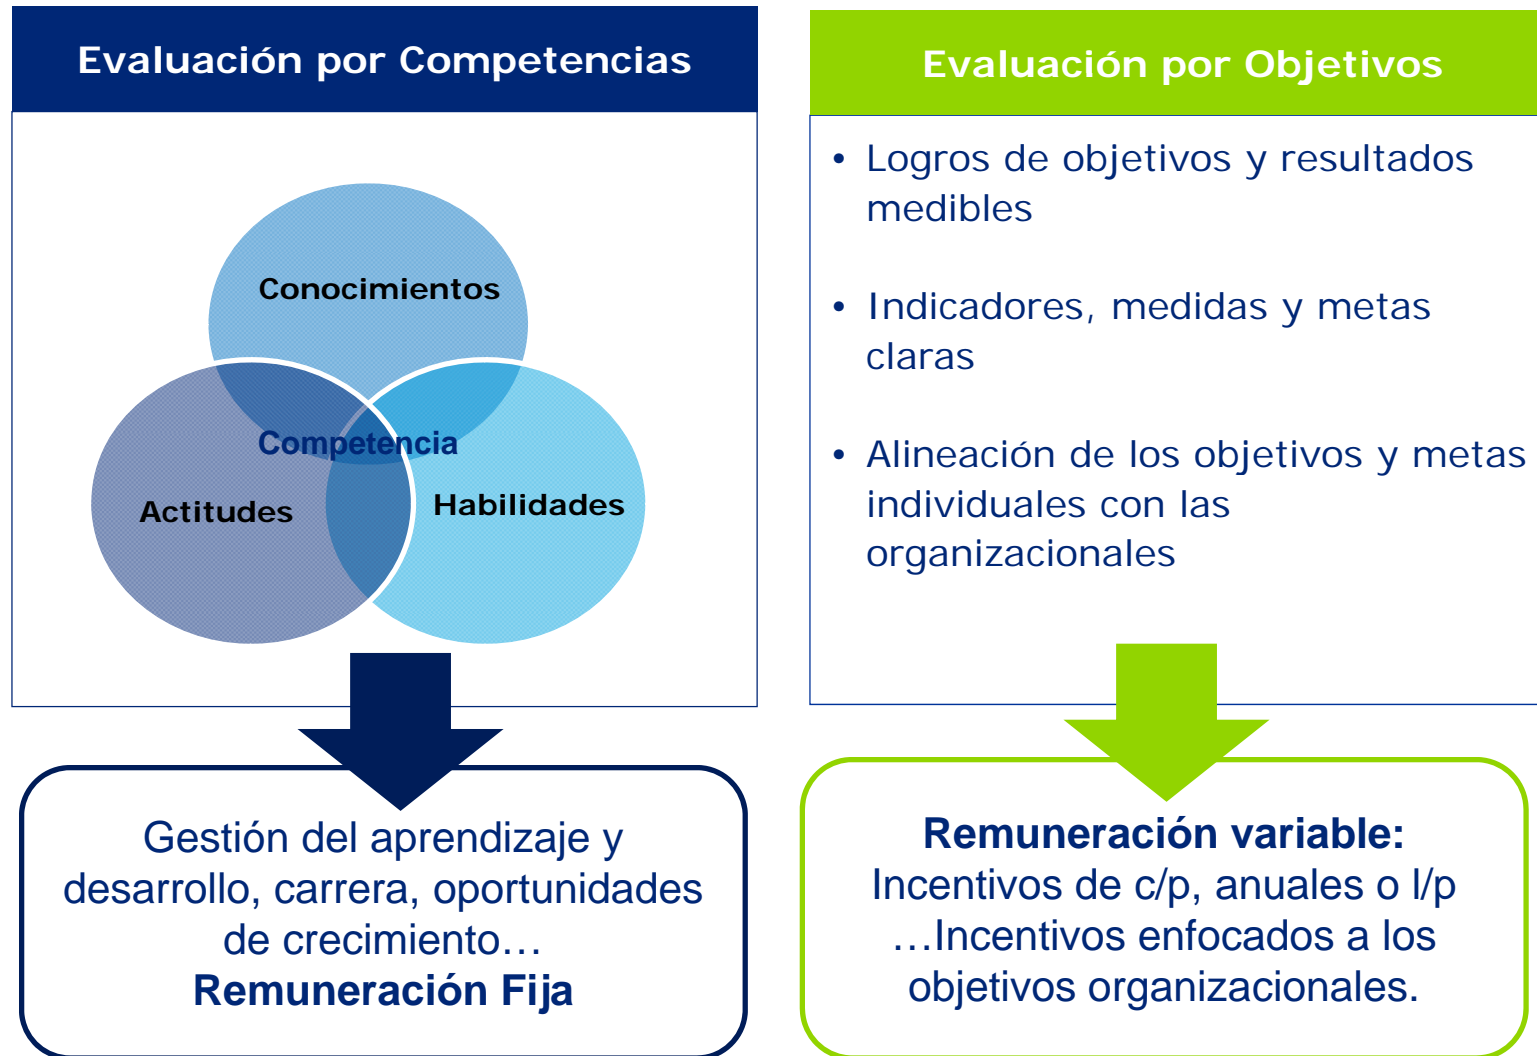 Evaluación por Competencias
Conocimientos
Competencia
Actitudes
Habilidades
Gestión del aprendizaje y
desarrollo, carrera, oportunidades
de crecimiento…
Remuneración Fija
Evaluación por Objetivos
• Logros de objetivos y resultados
medibles
• Indicadores, medidas y metas
claras
• Alineación de los objetivos y metas
individuales con las
organizacionales
Remuneración variable:
Incentivos de c/p, anuales o l/p
…Incentivos enfocados a los
objetivos organizacionales.